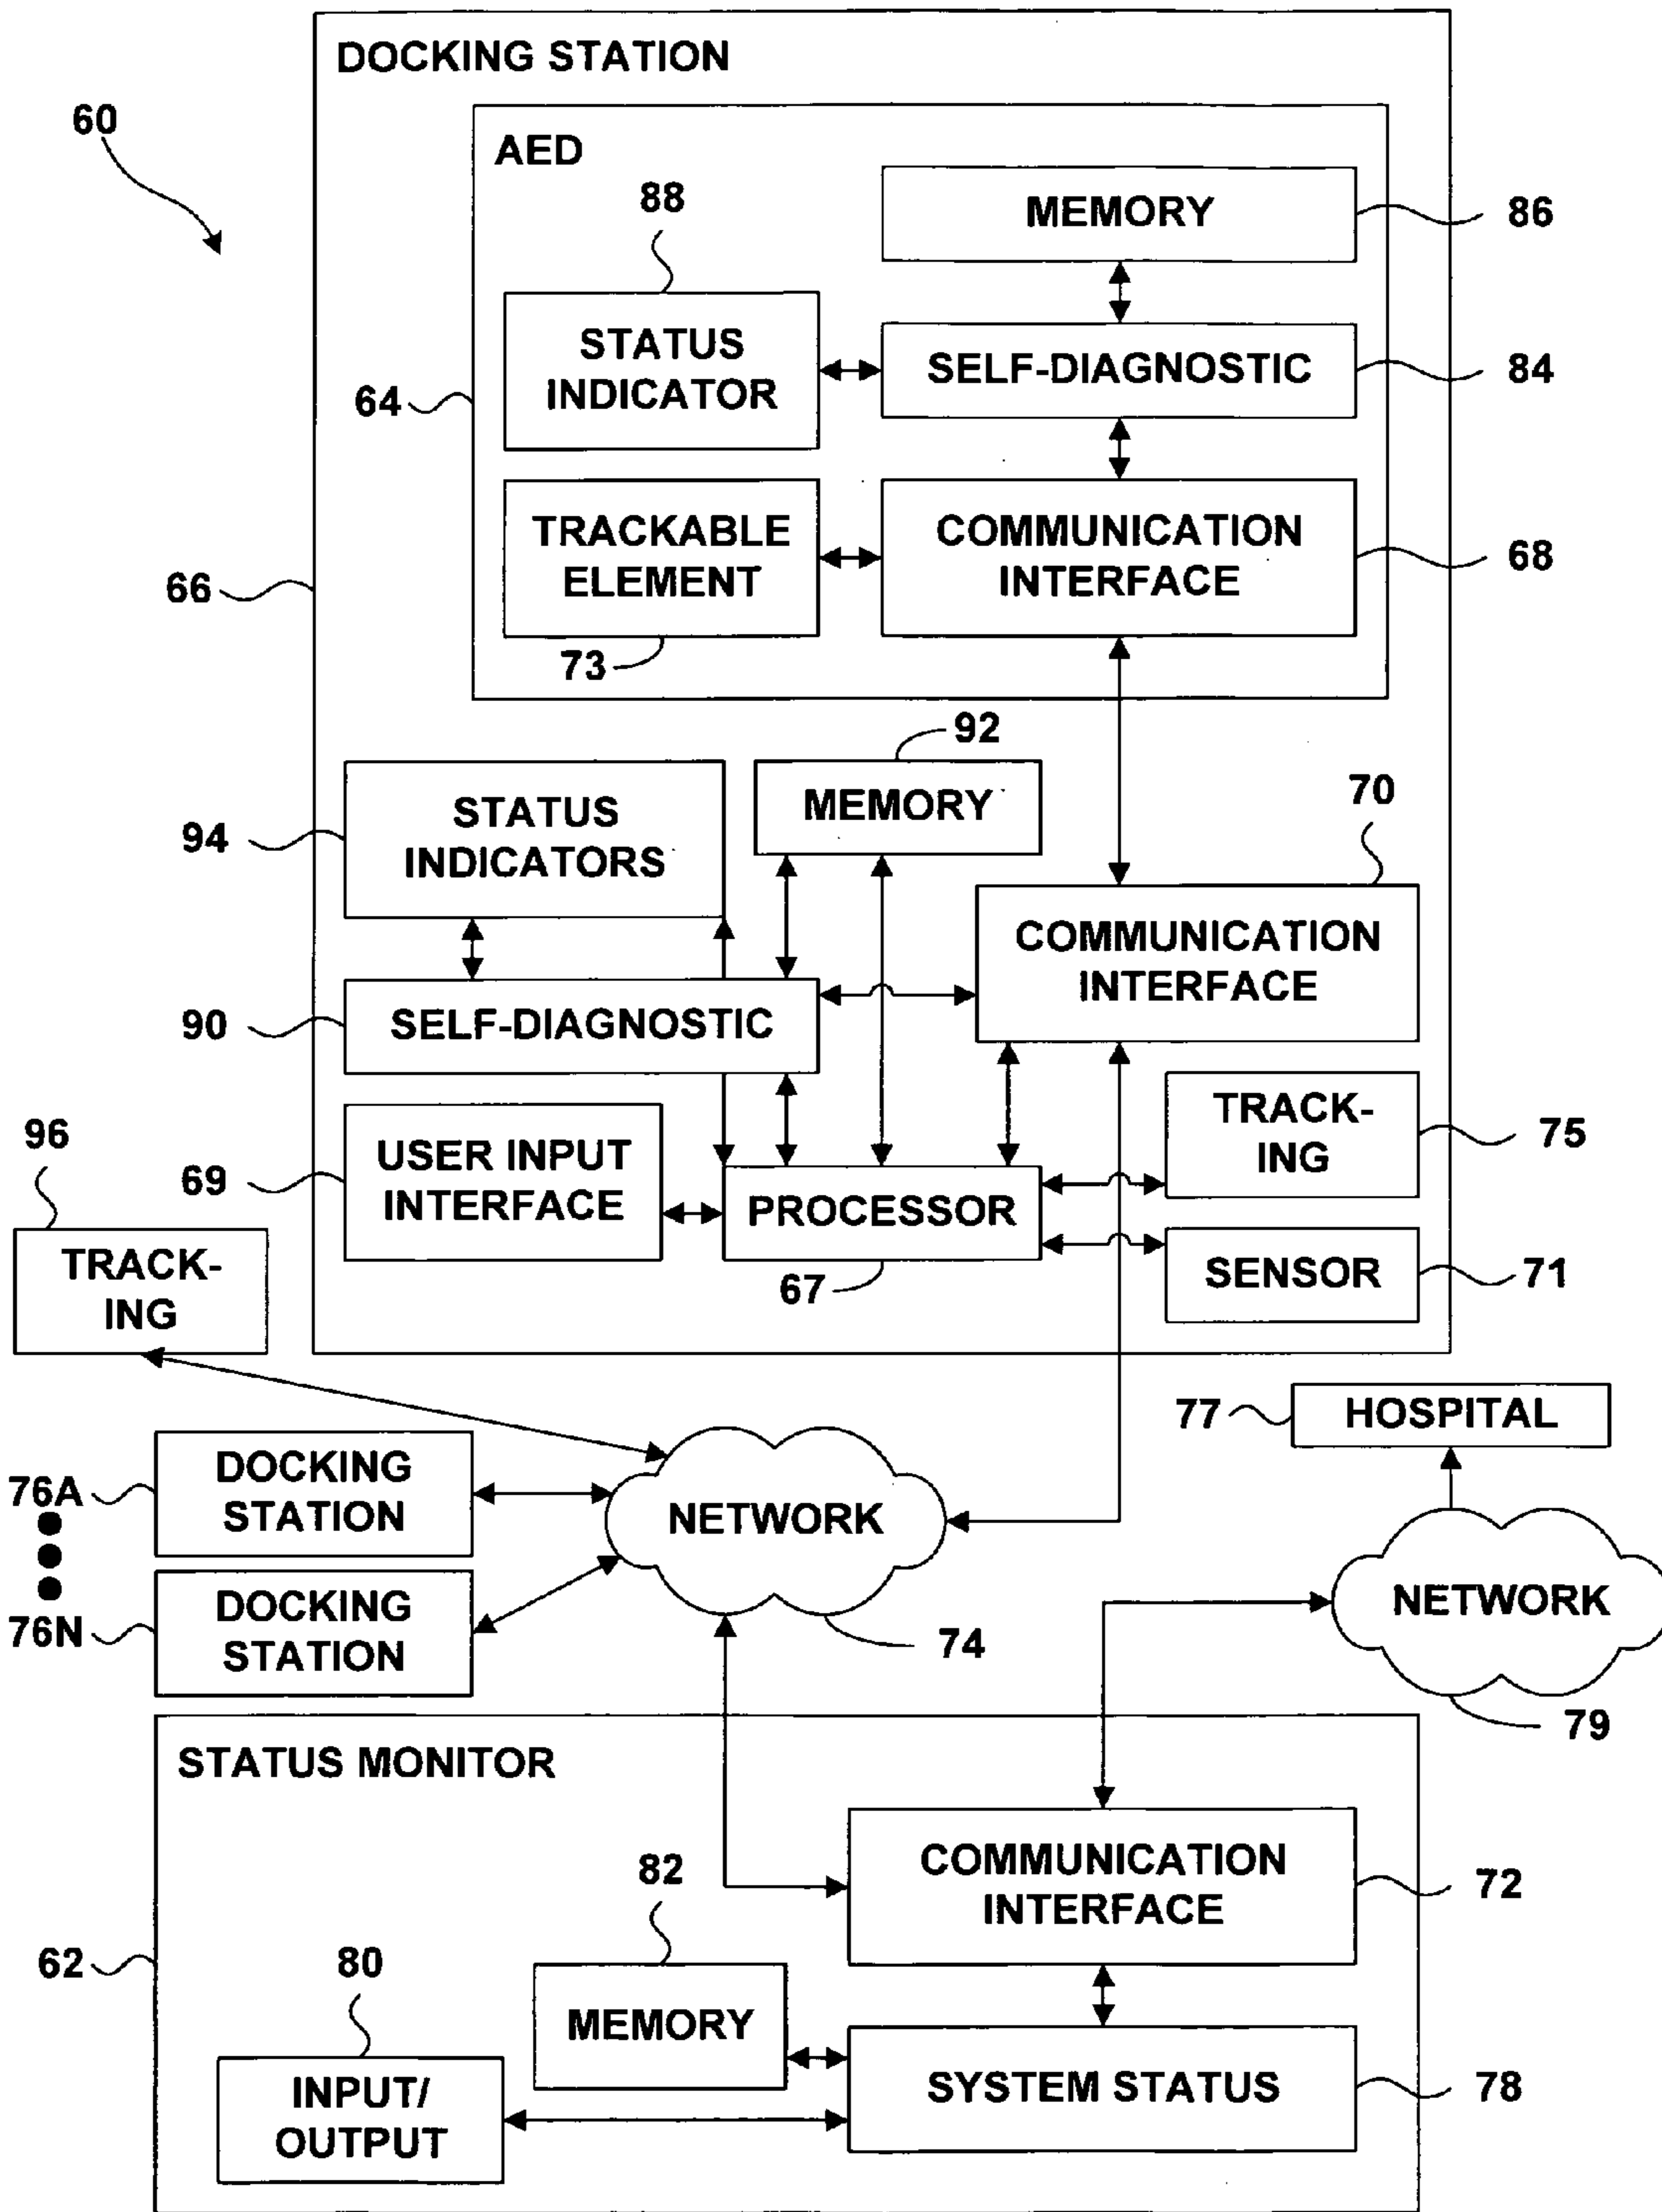 DOCKING STATION
60
AED
88
MEMORY
86
STATUS
INDICATOR
SELF-DIAGNOSTIC
84
64
TRACKABLE
ELEMENT
COMMUNICATION
INTERFACE
68
66
73
92
STATUS
INDICATORS
MEMORY
70
94
COMMUNICATION
INTERFACE
90
SELF-DIAGNOSTIC
96
USER INPUT
INTERFACE
69
TRACK-
ING
75
PROCESSOR
67
TRACK-
ING
SENSOR
71
77
HOSPITAL
76A
DOCKING
STATION
NETWORK
76N
DOCKING
STATION
74
NETWORK
79
STATUS MONITOR
82
COMMUNICATION
INTERFACE
72
62
80
MEMORY
SYSTEM STATUS
78
INPUT/
OUTPUT